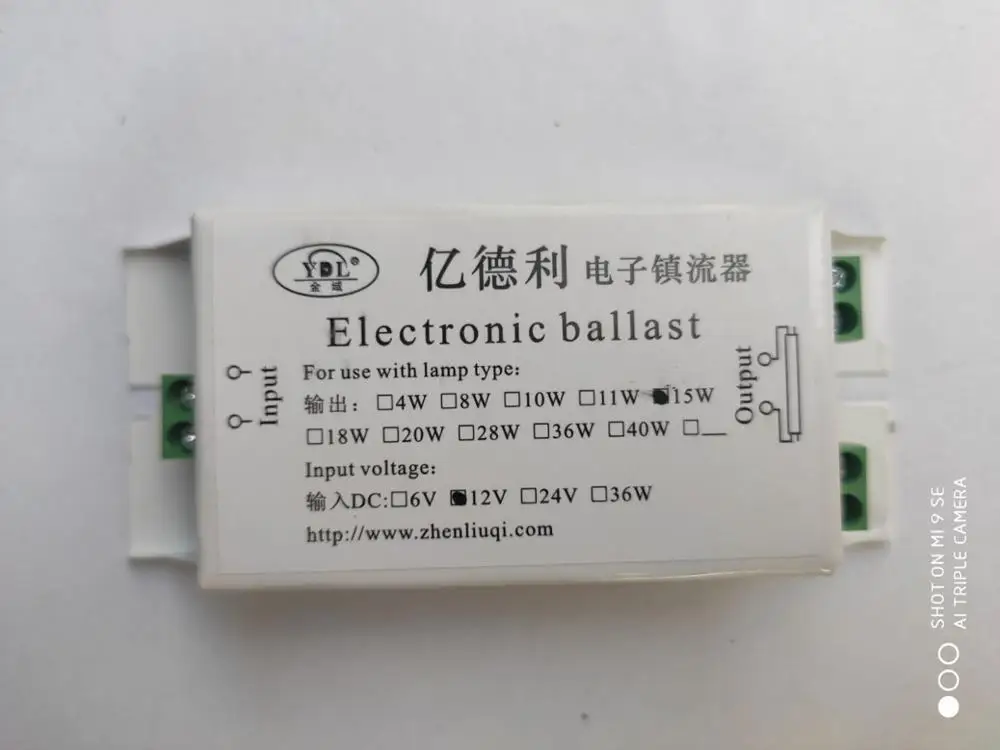 YDL®
金域
亿德利 电子镇流器
Electronic ballast
Input
For use with lamp type:
输出: □4W □8W □10W □11W ■15W
□18W □20W □28W □36W □40W □__
Input voltage:
输入DC:□6V ■12V □24V □36W
http://www.zhenliuqi.com
Output
SHOT ON MI 9 SE
AI TRIPLE CAMERA